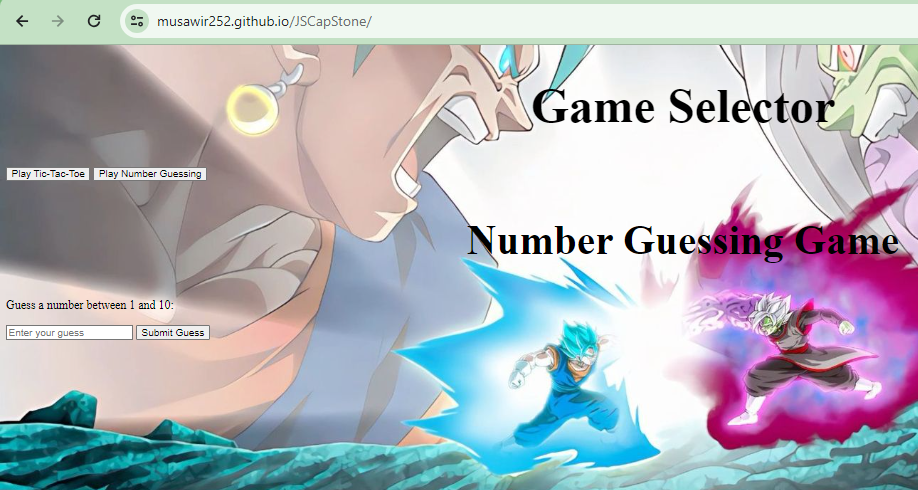 musawir252.github.io/JSCapStone/
Game Selector
Play Tic-Tac-Toe Play Number Guessing
Number Guessing Game
Guess a number between 1 and 10:
Enter your guess Submit Guess